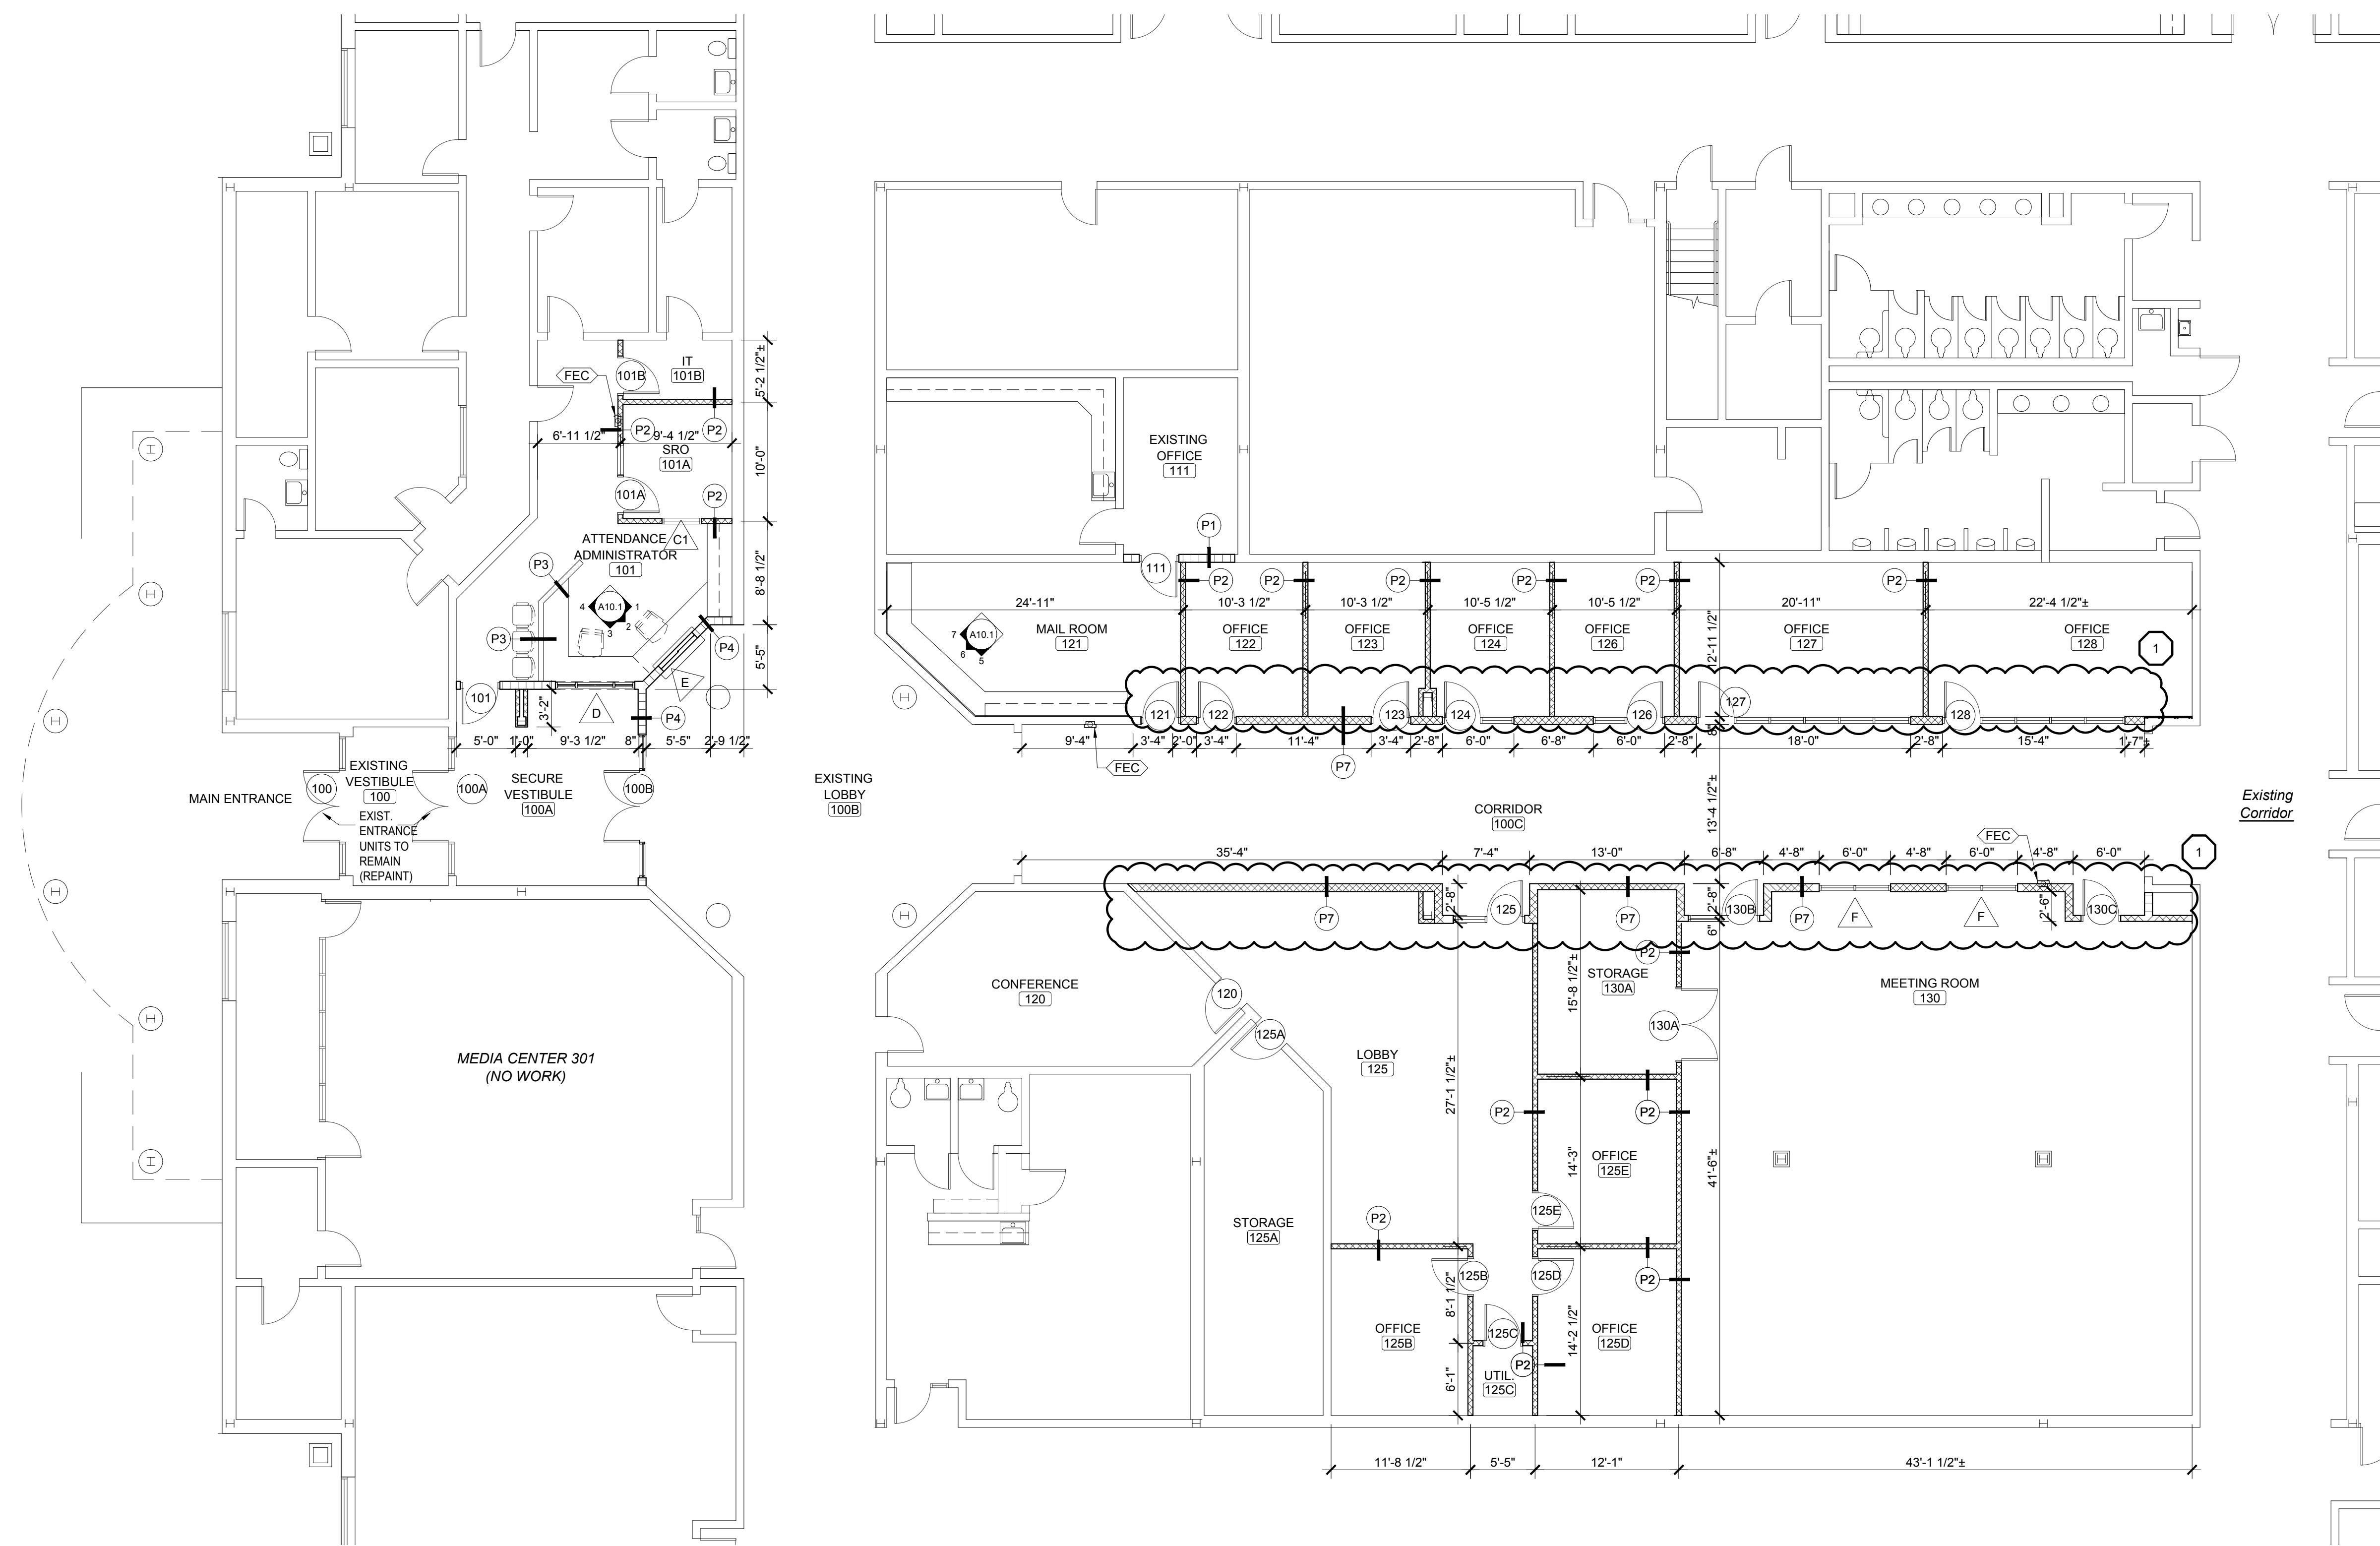 IT
101B
101B
FEC
5'-2 1/2"±
P2
P2
6'-11 1/2"
9'-4 1/2"
SRO
101A
10'-0"
101A
P2
ATTENDANCE
ADMINISTRATOR
101
C1
8'-8 1/2"
P3
4
A10.1
1
2
3
P3
P4
5'-5"
E
101
3'-2"
D
P4
5'-0"
1'-0"
9'-3 1/2"
8"
5'-5"
2'-9 1/2"
MAIN ENTRANCE
EXISTING
VESTIBULE
100
100
100A
EXIST.
ENTRANCE
UNITS TO
REMAIN
(REPAINT)
SECURE
VESTIBULE
100A
100B
EXISTING
LOBBY
100B
MEDIA CENTER 301
(NO WORK)
EXISTING
OFFICE
111
P1
111
P2
P2
P2
P2
P2
P2
24'-11"
10'-3 1/2"
10'-3 1/2"
10'-5 1/2"
10'-5 1/2"
20'-11"
22'-4 1/2"±
12'-11 1/2"
MAIL ROOM
121
7
A10.1
6
5
OFFICE
122
OFFICE
123
OFFICE
124
OFFICE
126
OFFICE
127
OFFICE
128
1
121
122
123
124
126
127
128
8"
9'-4"
3'-4"
2'-0"
3'-4"
11'-4"
3'-4"
2'-8"
6'-0"
6'-8"
6'-0"
2'-8"
18'-0"
2'-8"
15'-4"
1'-7"±
FEC
P7
CORRIDOR
100C
13'-4 1/2"±
Existing
Corridor
FEC
1
35'-4"
7'-4"
13'-0"
6'-8"
4'-8"
6'-0"
4'-8"
6'-0"
4'-8"
6'-0"
P7
2'-8"
125
P7
2'-8"
6"
130B
P7
F
F
2'-6"
130C
P2
CONFERENCE
120
120
125A
STORAGE
130A
15'-8 1/2"±
130A
MEETING ROOM
130
LOBBY
125
27'-1 1/2"±
P2
P2
OFFICE
125E
14'-3"
41'-6"±
125E
STORAGE
125A
P2
125B
125D
P2
8'-1 1/2"
OFFICE
125B
125C
OFFICE
125D
14'-2 1/2"
P2
6'-1"
UTIL.
125C
11'-8 1/2"
5'-5"
12'-1"
43'-1 1/2"±